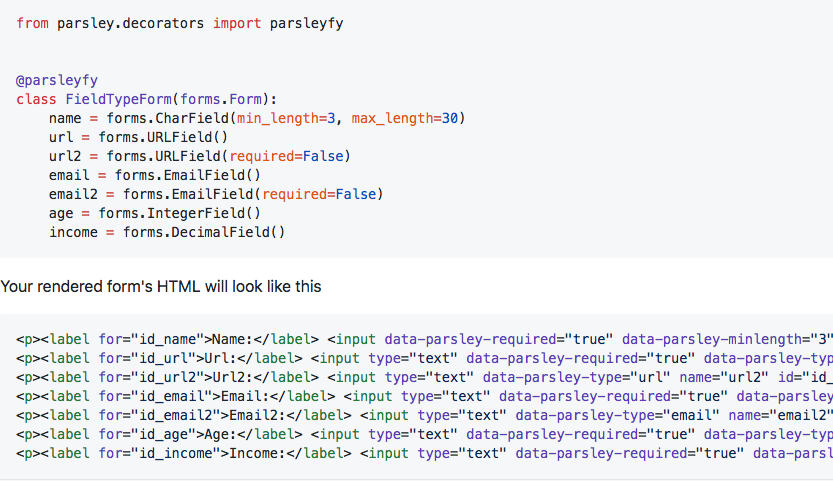 from parsley.decorators import parsleyfy
@parsleyfy
class FieldTypeForm(forms.Form):
    name = forms.CharField(min_length=3, max_length=30)
    url = forms.URLField()
    url2 = forms.URLField(required=False)
    email = forms.EmailField()
    email2 = forms.EmailField(required=False)
    age = forms.IntegerField()
    income = forms.DecimalField()
Your rendered form's HTML will look like this
<p><label for="id_name">Name:</label> <input data-parsley-required="true" data-parsley-minlength="3"
<p><label for="id_url">Url:</label> <input type="text" data-parsley-required="true" data-parsley-typ
<p><label for="id_url2">Url2:</label> <input type="text" data-parsley-type="url" name="url2" id="id_
<p><label for="id_email">Email:</label> <input type="text" data-parsley-required="true" data-parsley
<p><label for="id_email2">Email2:</label> <input type="text" data-parsley-type="email" name="email2"
<p><label for="id_age">Age:</label> <input type="text" data-parsley-required="true" data-parsley-typ
<p><label for="id_income">Income:</label> <input type="text" data-parsley-required="true" data-parsl